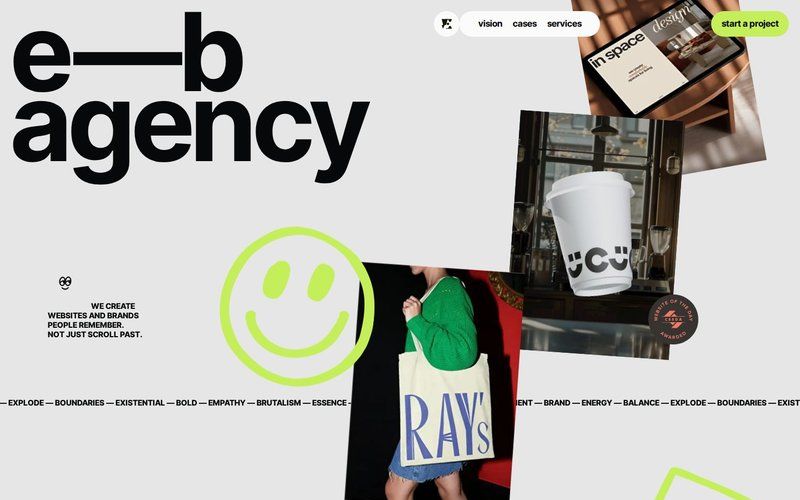 e—b
agency
vision cases services
start a project
in space
design
WE CREATE
WEBSITES AND BRANDS
PEOPLE REMEMBER.
NOT JUST SCROLL PAST.
WEBSITE OF THE DAY
CSSDA
AWARDED
— EXPLODE — BOUNDARIES — EXISTENTIAL — BOLD — EMPATHY — BRUTALISM — ESSENCE -
ENT — BRAND — ENERGY — BALANCE — EXPLODE — BOUNDARIES — EXIST
RAY's